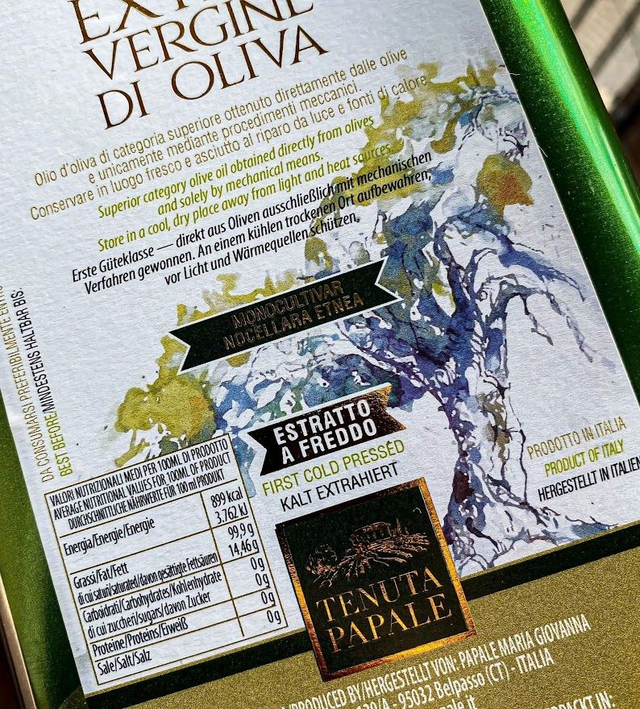 VERGINE
DI OLIVA
Olio d'oliva di categoria superiore ottenuto direttamente dalle olive
e unicamente mediante procedimenti meccanici.
Conservare in luogo fresco e asciutto al riparo da luce e fonti di calore
Superior category olive oil obtained directly from olives
and solely by mechanical means.
Store in a cool, dry place away from light and heat sources.
Erste Güteklasse — direkt aus Oliven ausschließlich mit mechanischen
Verfahren gewonnen. An einem kühlen trockenen Ort aufbewahren,
vor Licht und Wärmequellen schützen,
MONOCULTIVAR
NOCELLARA ETNEA
DA CONSUMARSI PREFERIBILMENTE
BEST BEFORE/MINDESTENS HALTBAR BIS:
ESTRATTO
A FREDDO
FIRST COLD PRESSED
KALT EXTRAHIERT
PRODOTTO IN ITALIA
PRODUCT OF ITALY
HERGESTELLT IN ITALIEN
VALORI NUTRIZIONALI MEDI PER 100ML DI PRODOTTO
AVERAGE NUTRITIONAL VALUES FOR 100ML OF PRODUCT
DURCHSCHNITTLICHE NÄHRWERTE FÜR 100 ml PRODUKT
Energia/Energie/Energie 899 kcal
3.762 kJ
Grassi/Fat/Fett 99,9 g
di cui saturi/saturated/davon gesättigte Fettsäuren 14,46 g
Carboidrati/Carbohydrates/Kohlenhydrate 0g
di cui zuccheri/sugars/davon Zucker 0g
Proteine/Proteins/Eiweiß 0g
Sale/Salt/Salz 0g
TENUTA
PAPALE
/PRODUCED BY/HERGESTELLT VON: PAPALE MARIA GIOVANNA
95032 Belpasso (CT) - ITALIA